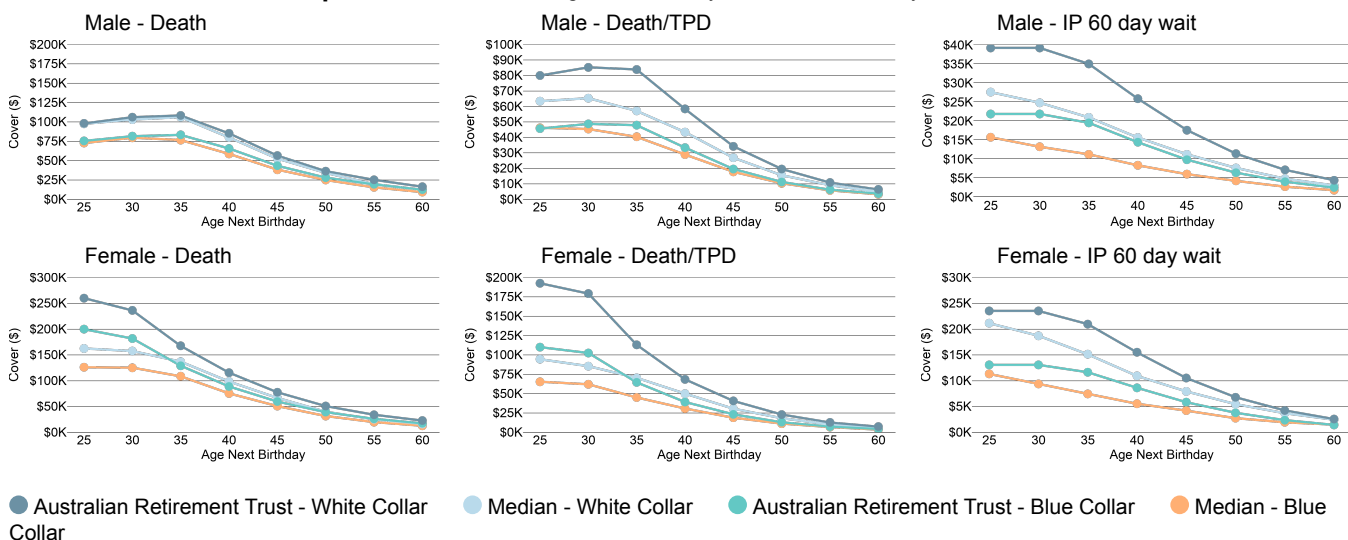 Male - Death
$200K
$175K
$150K
$125K
$100K
$75K
$50K
$25K
$0K
Cover ($)
25 30 35 40 45 50 55 60
Age Next Birthday
Male - Death/TPD
$100K
$90K
$80K
$70K
$60K
$50K
$40K
$30K
$20K
$10K
$0K
Cover ($)
25 30 35 40 45 50 55 60
Age Next Birthday
Male - IP 60 day wait
$40K
$35K
$30K
$25K
$20K
$15K
$10K
$5K
$0K
Cover ($)
25 30 35 40 45 50 55 60
Age Next Birthday
Female - Death
$300K
$250K
$200K
$150K
$100K
$50K
$0K
Cover ($)
25 30 35 40 45 50 55 60
Age Next Birthday
Female - Death/TPD
$200K
$175K
$150K
$125K
$100K
$75K
$50K
$25K
$0K
Cover ($)
25 30 35 40 45 50 55 60
Age Next Birthday
Female - IP 60 day wait
$30K
$25K
$20K
$15K
$10K
$5K
$0K
Cover ($)
25 30 35 40 45 50 55 60
Age Next Birthday
Australian Retirement Trust - White Collar Median - White Collar Australian Retirement Trust - Blue Collar Median - Blue
Collar